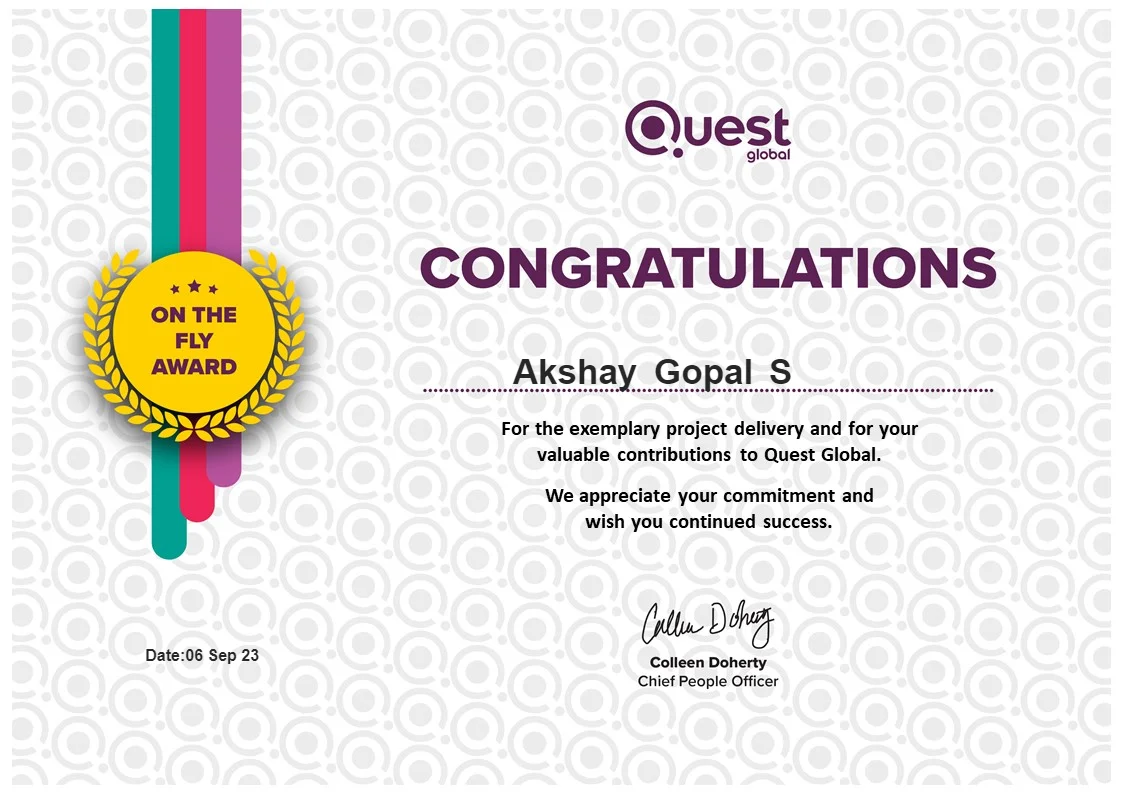 Quest
global
CONGRATULATIONS
ON THE
FLY
AWARD
Akshay Gopal S
For the exemplary project delivery and for your
valuable contributions to Quest Global.
We appreciate your commitment and
wish you continued success.
Colleen Doherty
Colleen Doherty
Chief People Officer
Date:06 Sep 23